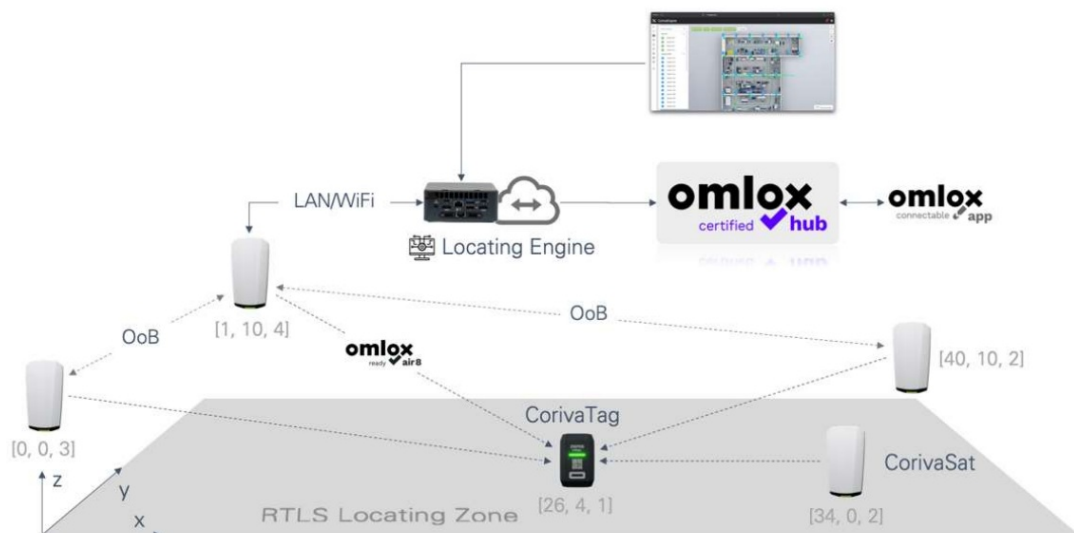 LAN/WiFi
Locating Engine
omlox
certified hub
omlox
connectable app
[1, 10, 4]
OoB
OoB
omlox
ready air8
[40, 10, 2]
[0, 0, 3]
CorivaTag
CorivaSat
z
y
x
[26, 4, 1]
[34, 0, 2]
RTLS Locating Zone